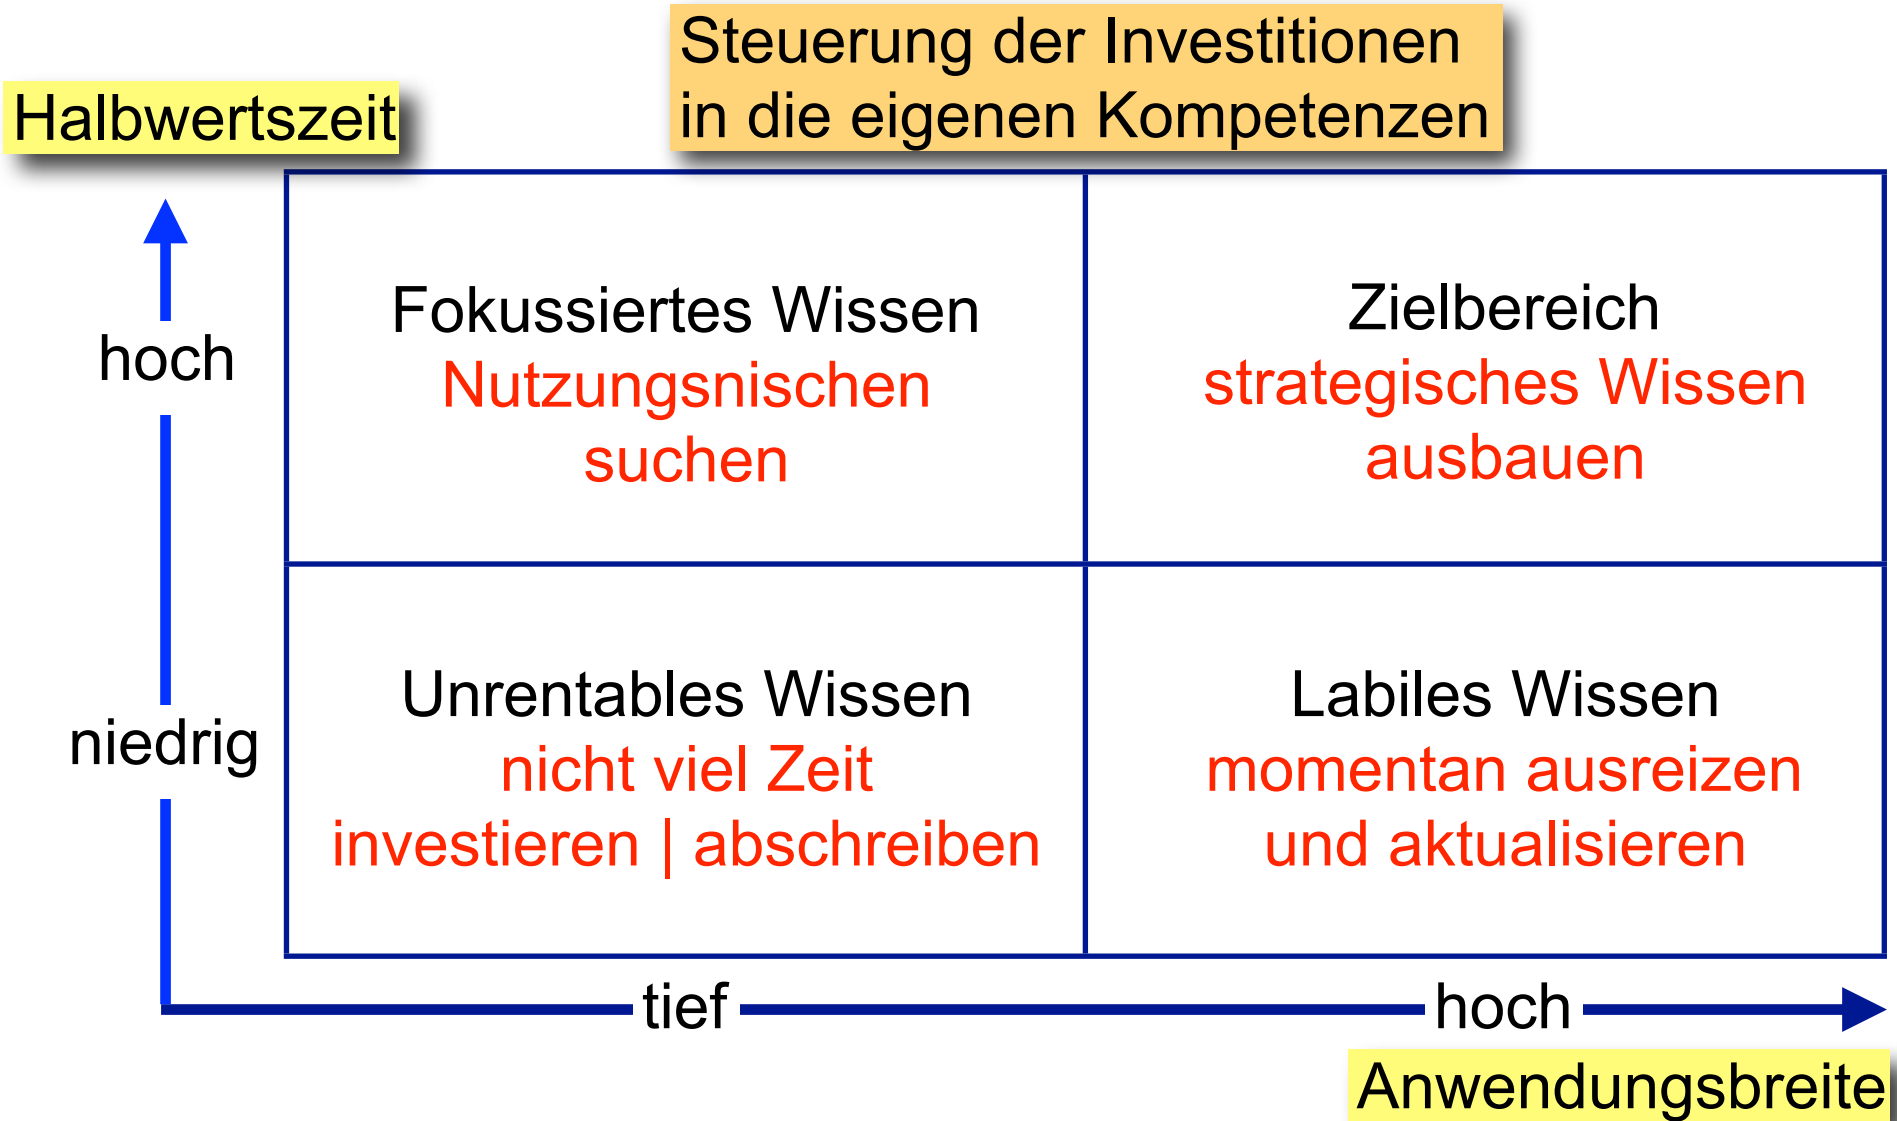 Steuerung der Investitionen
in die eigenen Kompetenzen
Halbwertszeit
hoch
Fokussiertes Wissen
Nutzungsnischen
suchen
Zielbereich
strategisches Wissen
ausbauen
niedrig
Unrentables Wissen
nicht viel Zeit
investieren | abschreiben
Labiles Wissen
momentan ausreizen
und aktualisieren
tief
hoch
Anwendungsbreite